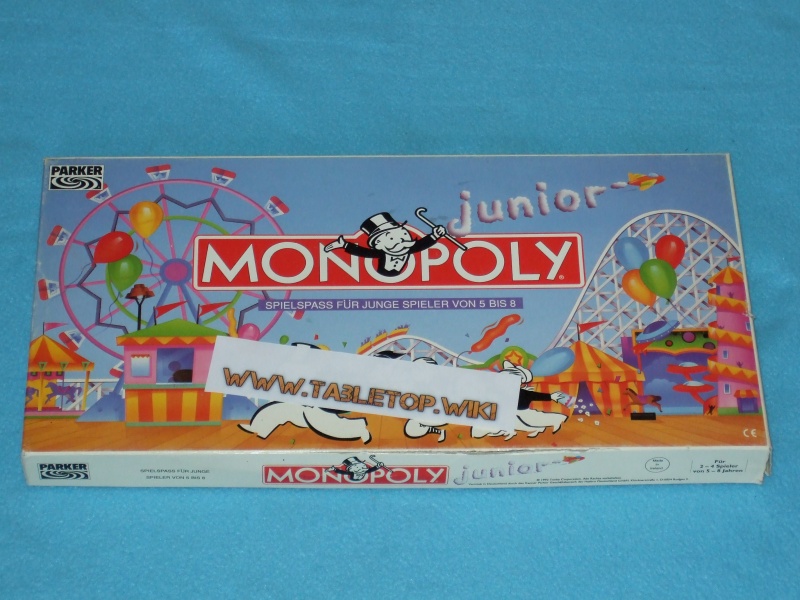 PARKER
junior
MONOPOLY
SPIELSPASS FÜR JUNGE SPIELER VON 5 BIS 8
WWW.TABLETOP.WIKI
CE
PARKER
SPIELSPASS FÜR JUNGE
SPIELER VON 5 BIS 8
MONOPOLY junior
Für
2 – 4 Spieler
von 5 – 8 Jahren